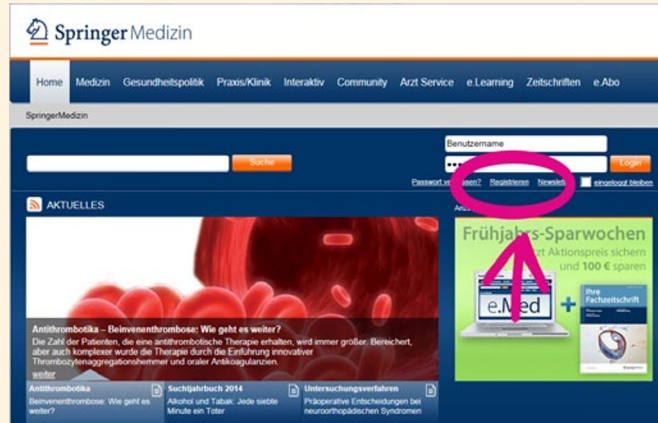 Springer Medizin
Home Medizin Gesundheitspolitik Praxis/Klinik Interaktiv Community Arzt Service e.Learning Zeitschriften e.Abo
SpringerMedizin
Benutzername
Suche
Login
Passwort Registrieren eingeloggt bleiben
AKTUELLES
Frühjahrs-Sparwochen
Aktionspreis sichern
und 100 € sparen
e.Med + Ihre
Fachzeitschrift
Antithrombotika – Beinvenenthrombose: Wie geht es weiter?
Die Zahl der Patienten, die eine antithrombotische Therapie erhalten, wird immer größer. Bereichert,
aber auch komplexer wurde die Therapie durch die Einführung innovativer
Thrombozytenaggregationshemmer und oraler Antikoagulanzien.
weiter
Antithrombotika
Beinvenenthrombose: Wie geht es
weiter?
Suchtjahrbuch 2014
Alkohol und Tabak: Jede siebte
Minute ein Toter
Untersuchungsverfahren
Präoperative Entscheidungen bei
neuroorthopädischen Syndromen